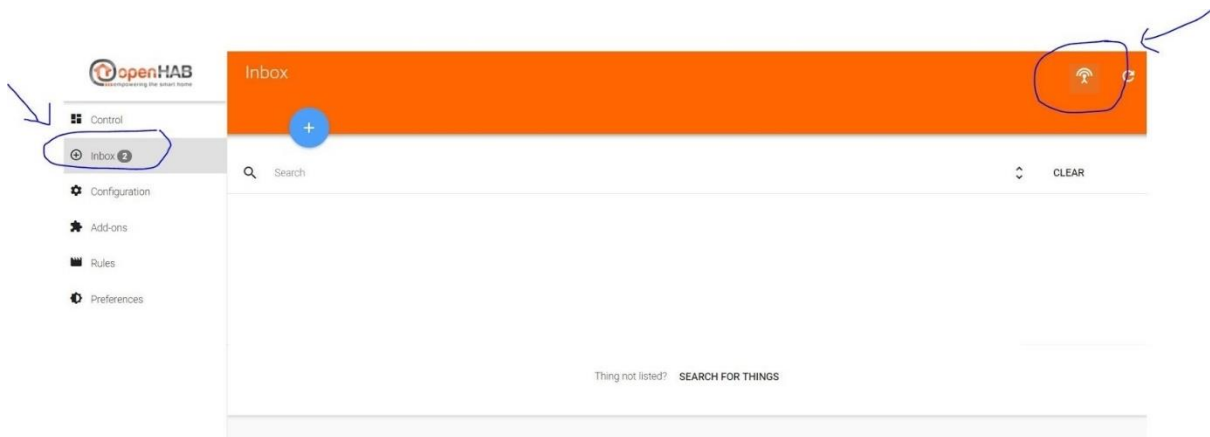 openHAB
empowering the smart home
Inbox
Control
Inbox 2
Configuration
Add-ons
Rules
Preferences
+
Search
CLEAR
Thing not listed? SEARCH FOR THINGS